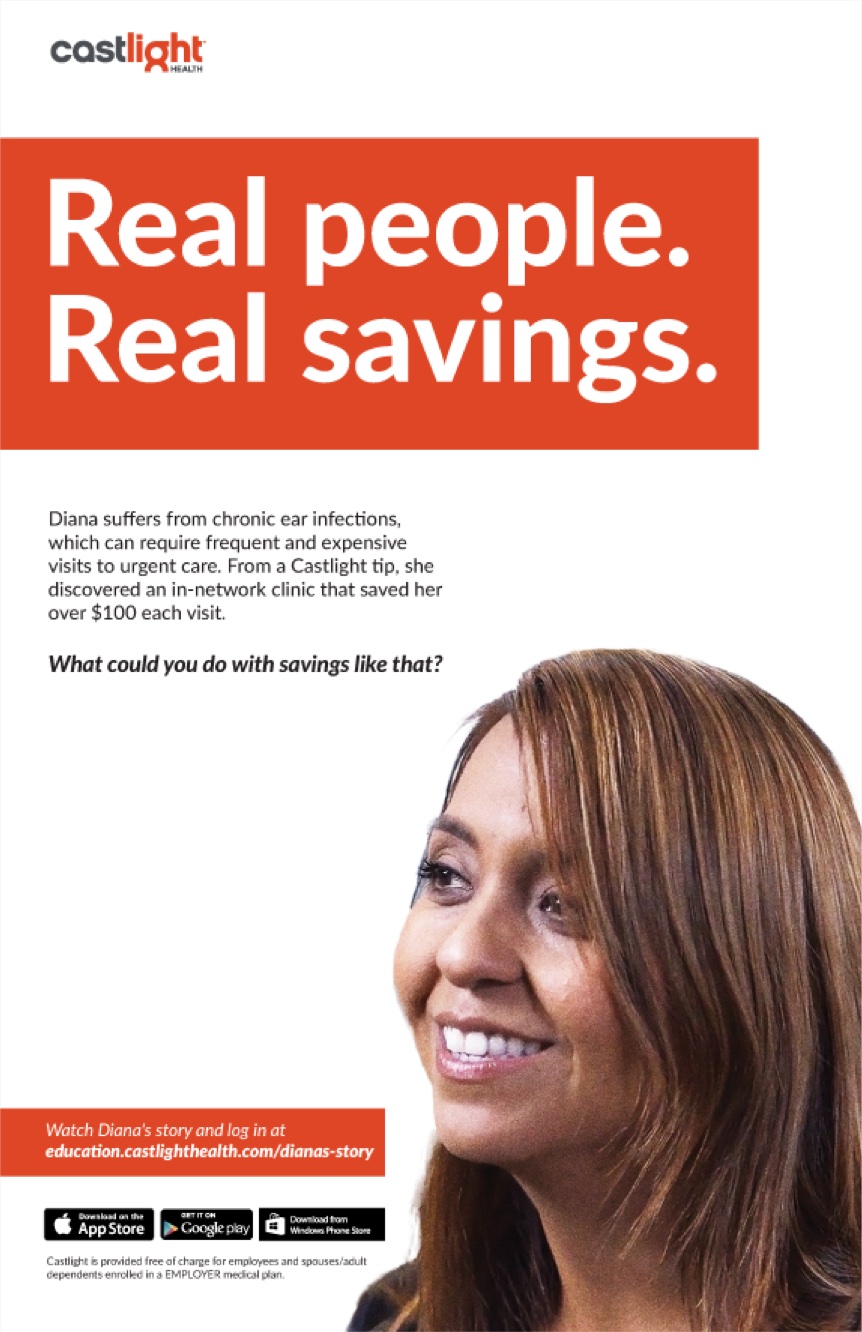 castlight
HEALTH
Real people.
Real savings.
Diana suffers from chronic ear infections,
which can require frequent and expensive
visits to urgent care. From a Castlight tip, she
discovered an in-network clinic that saved her
over $100 each visit.
What could you do with savings like that?
Watch Diana's story and log in at
education.castlighthealth.com/dianas-story
Download on the
App Store
GET IT ON
Google play
Download from
Windows Phone Store
Castlight is provided free of charge for employees and spouses/adult
dependents enrolled in a EMPLOYER medical plan.